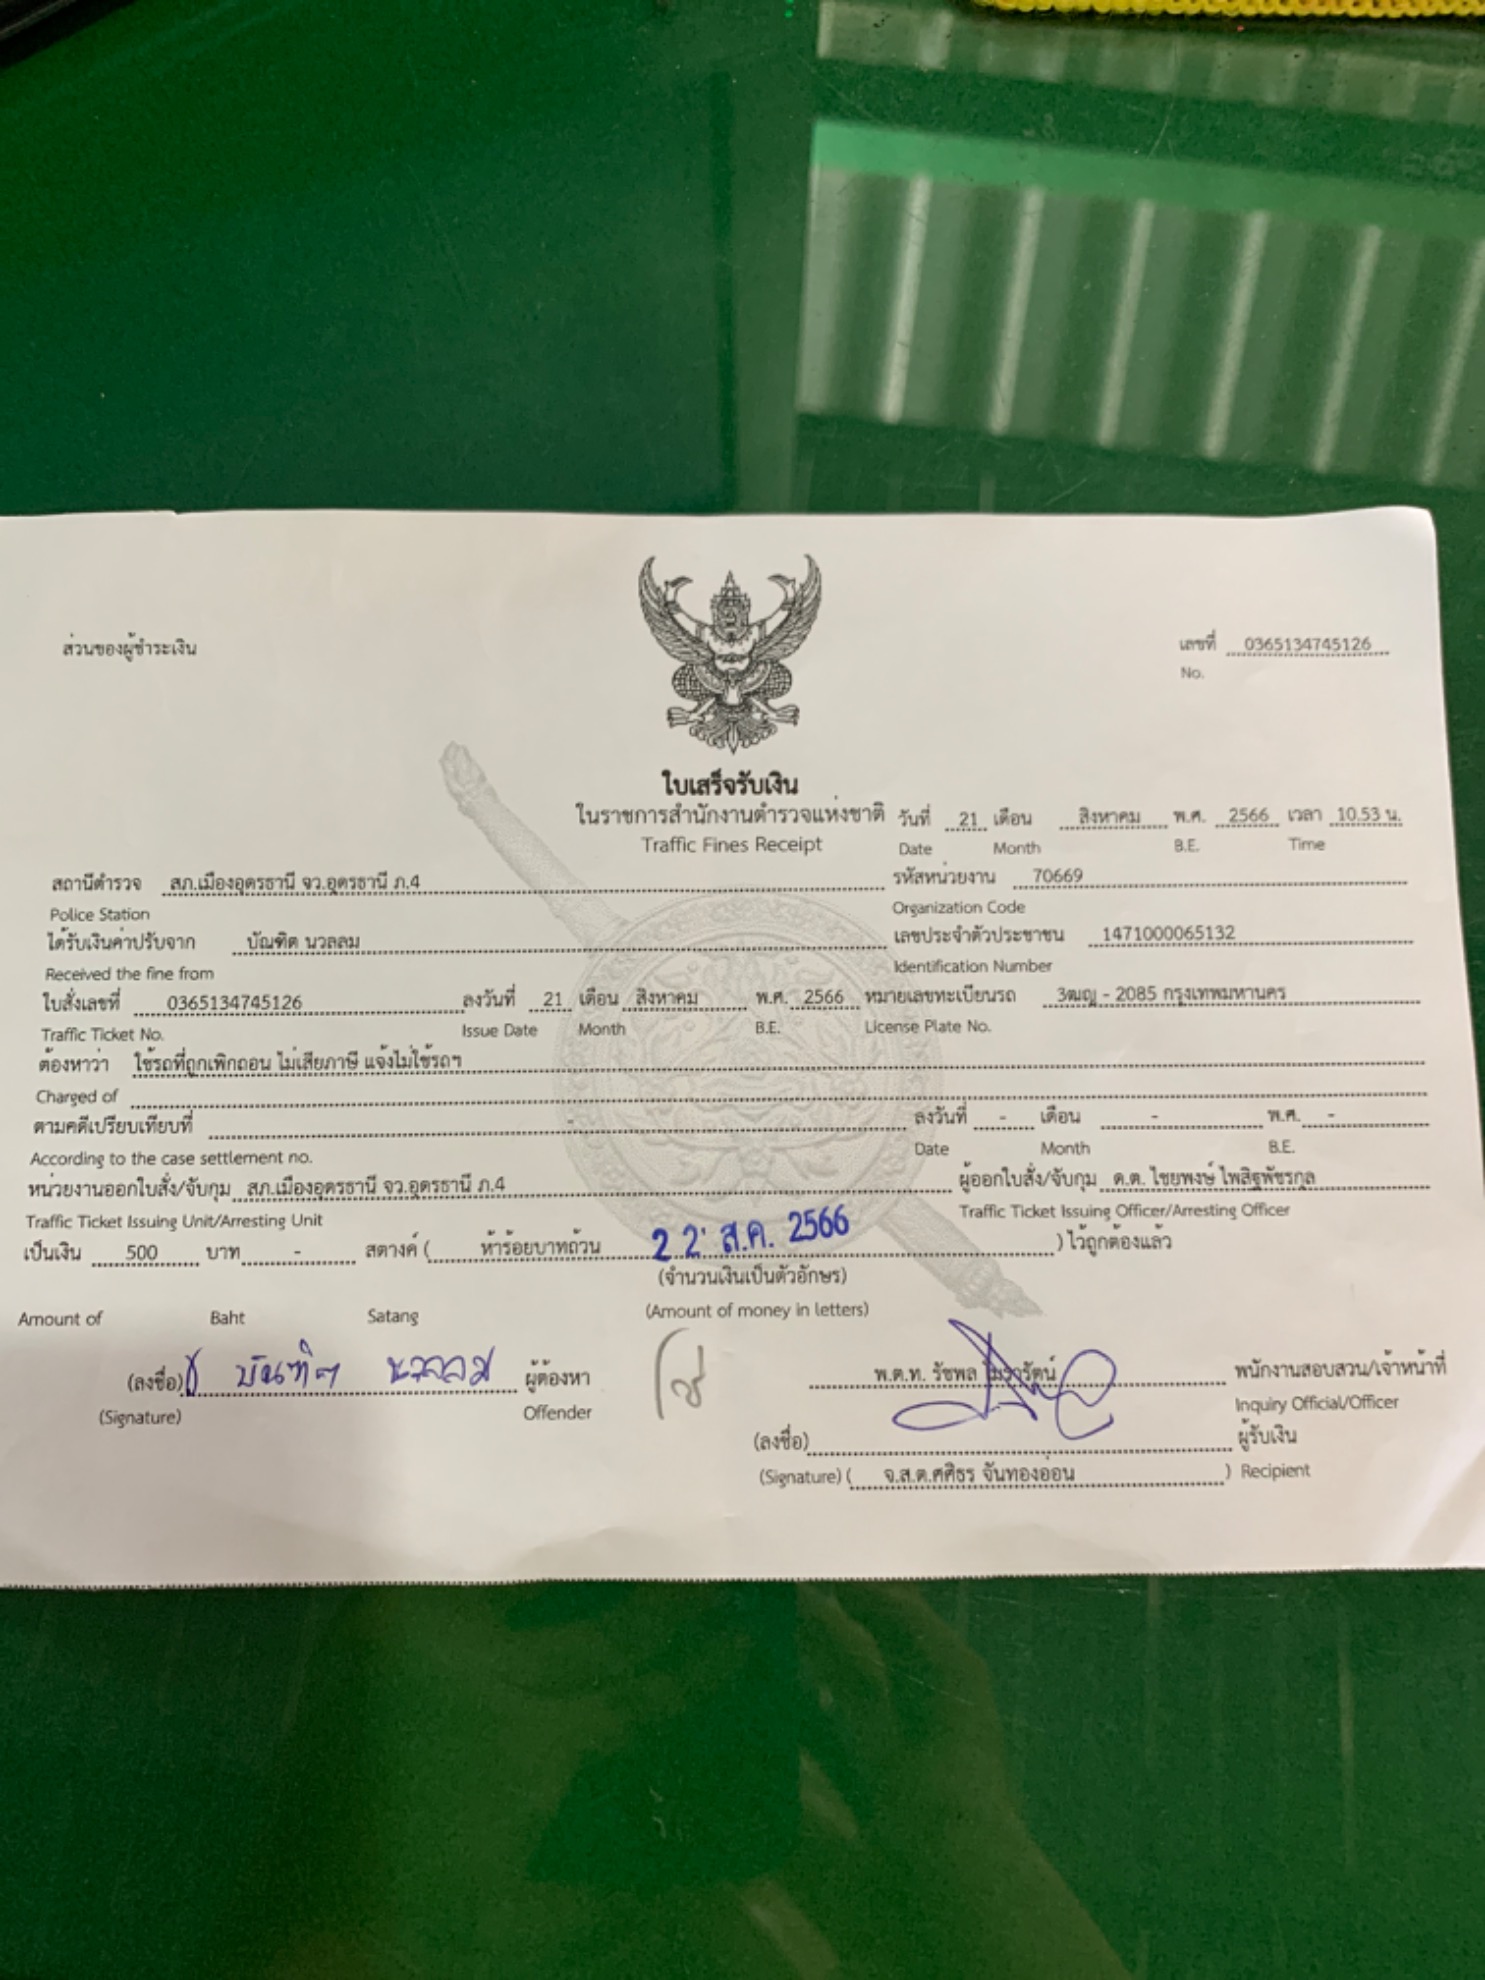 ส่วนของผู้ชำระเงิน
เลขที่ 0365134745126
No.
ใบเสร็จรับเงิน
ในราชการสำนักงานตำรวจแห่งชาติ วันที่ 21 เดือน สิงหาคม พ.ศ. 2566 เวลา 10.53 น.
Traffic Fines Receipt Date Month B.E. Time
สถานีตำรวจ สภ.เมืองอุดรธานี จว.อุดรธานี ภ.4 รหัสหน่วยงาน 70669
Police Station Organization Code
ได้รับเงินค่าปรับจาก บัณฑิต นวลลม เลขประจำตัวประชาชน 1471000065132
Received the fine from Identification Number
ใบสั่งเลขที่ 0365134745126 ลงวันที่ 21 เดือน สิงหาคม พ.ศ. 2566 หมายเลขทะเบียนรถ 3ฒญ - 2085 กรุงเทพมหานคร
Traffic Ticket No. Issue Date Month B.E. License Plate No.
ต้องหาว่า ใช้รถที่ถูกเพิกถอน ไม่เสียภาษี แจ้งไม่ใช้รถฯ
Charged of
ตามคดีเปรียบเทียบที่ - ลงวันที่ - เดือน - พ.ศ. -
According to the case settlement no. Date Month B.E.
หน่วยงานออกใบสั่ง/จับกุม สภ.เมืองอุดรธานี จว.อุดรธานี ภ.4 ผู้ออกใบสั่ง/จับกุม ด.ต. ไชยพงษ์ ไพสิฐพัชรกุล
Traffic Ticket Issuing Unit/Arresting Unit Traffic Ticket Issuing Officer/Arresting Officer
เป็นเงิน 500 บาท - สตางค์ ( ห้าร้อยบาทถ้วน 22 ส.ค. 2566 ) ไว้ถูกต้องแล้ว
(จำนวนเงินเป็นตัวอักษร)
Amount of Baht Satang (Amount of money in letters)
(ลงชื่อ) บัณฑิต นวลลม ผู้ต้องหา พ.ต.ท. รัชพล พนักงานสอบสวน/เจ้าหน้าที่
(Signature) Offender Inquiry Official/Officer
(ลงชื่อ) ผู้รับเงิน
(Signature) ( จ.ส.ต.ศศิธร จันทองอ่อน ) Recipient